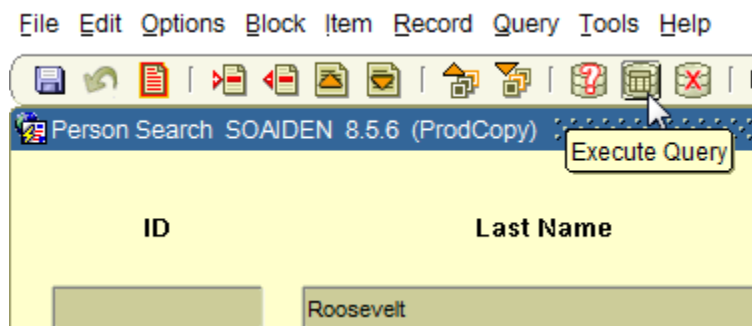 File Edit Options Block Item Record Query Tools Help
Person Search SOAIDEN 8.5.6 (ProdCopy)
Execute Query
ID Last Name
Roosevelt